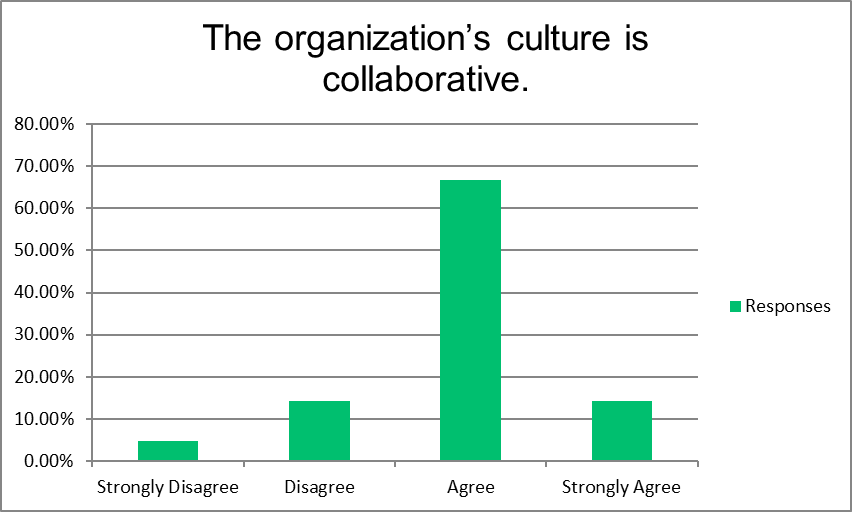 The organization’s culture is
collaborative.
80.00%
70.00%
60.00%
50.00%
40.00%
30.00%
20.00%
10.00%
0.00%
Strongly Disagree
Disagree
Agree
Strongly Agree
Responses